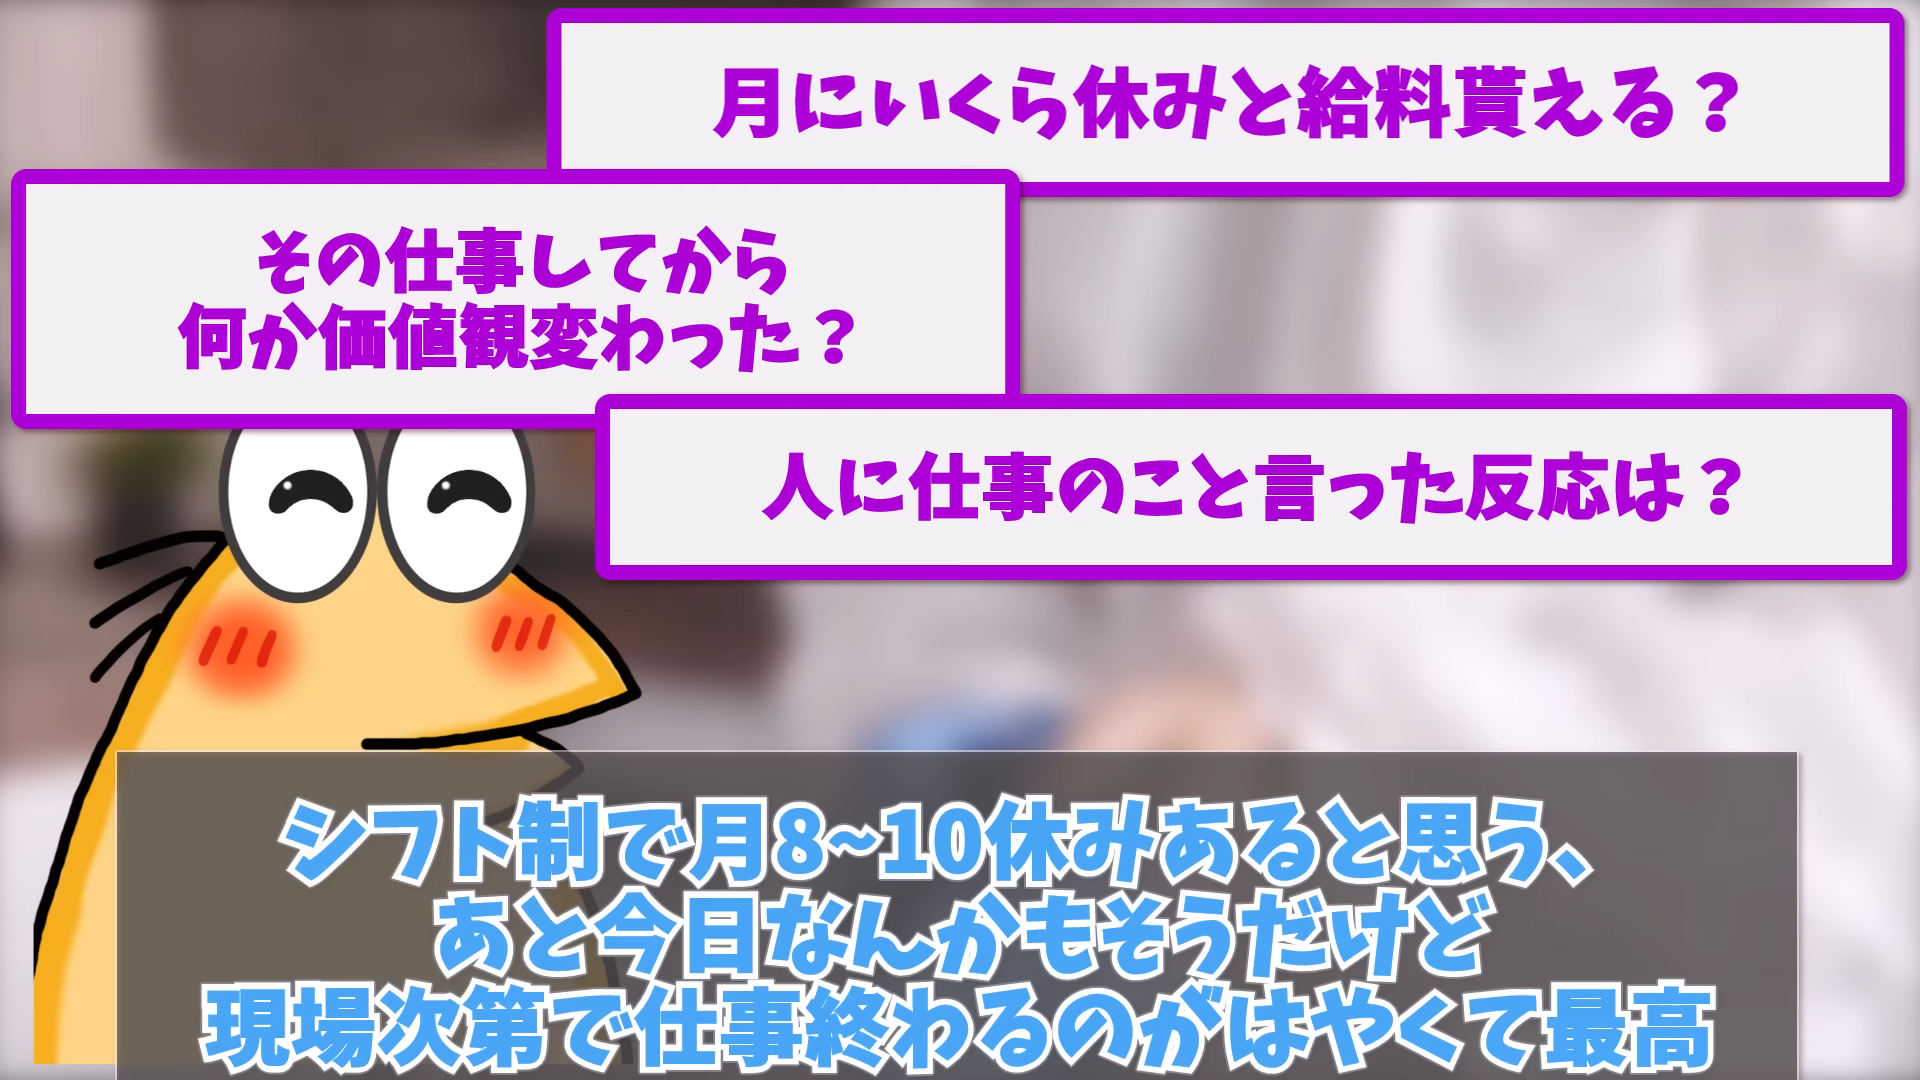 月にいくら休みと給料貰える？
その仕事してから
何か価値観変わった？
人に仕事のこと言った反応は？
シフト制で月8~10休みあると思う、
あと今日なんかもそうだけど
現場次第で仕事終わるのがはやくて最高